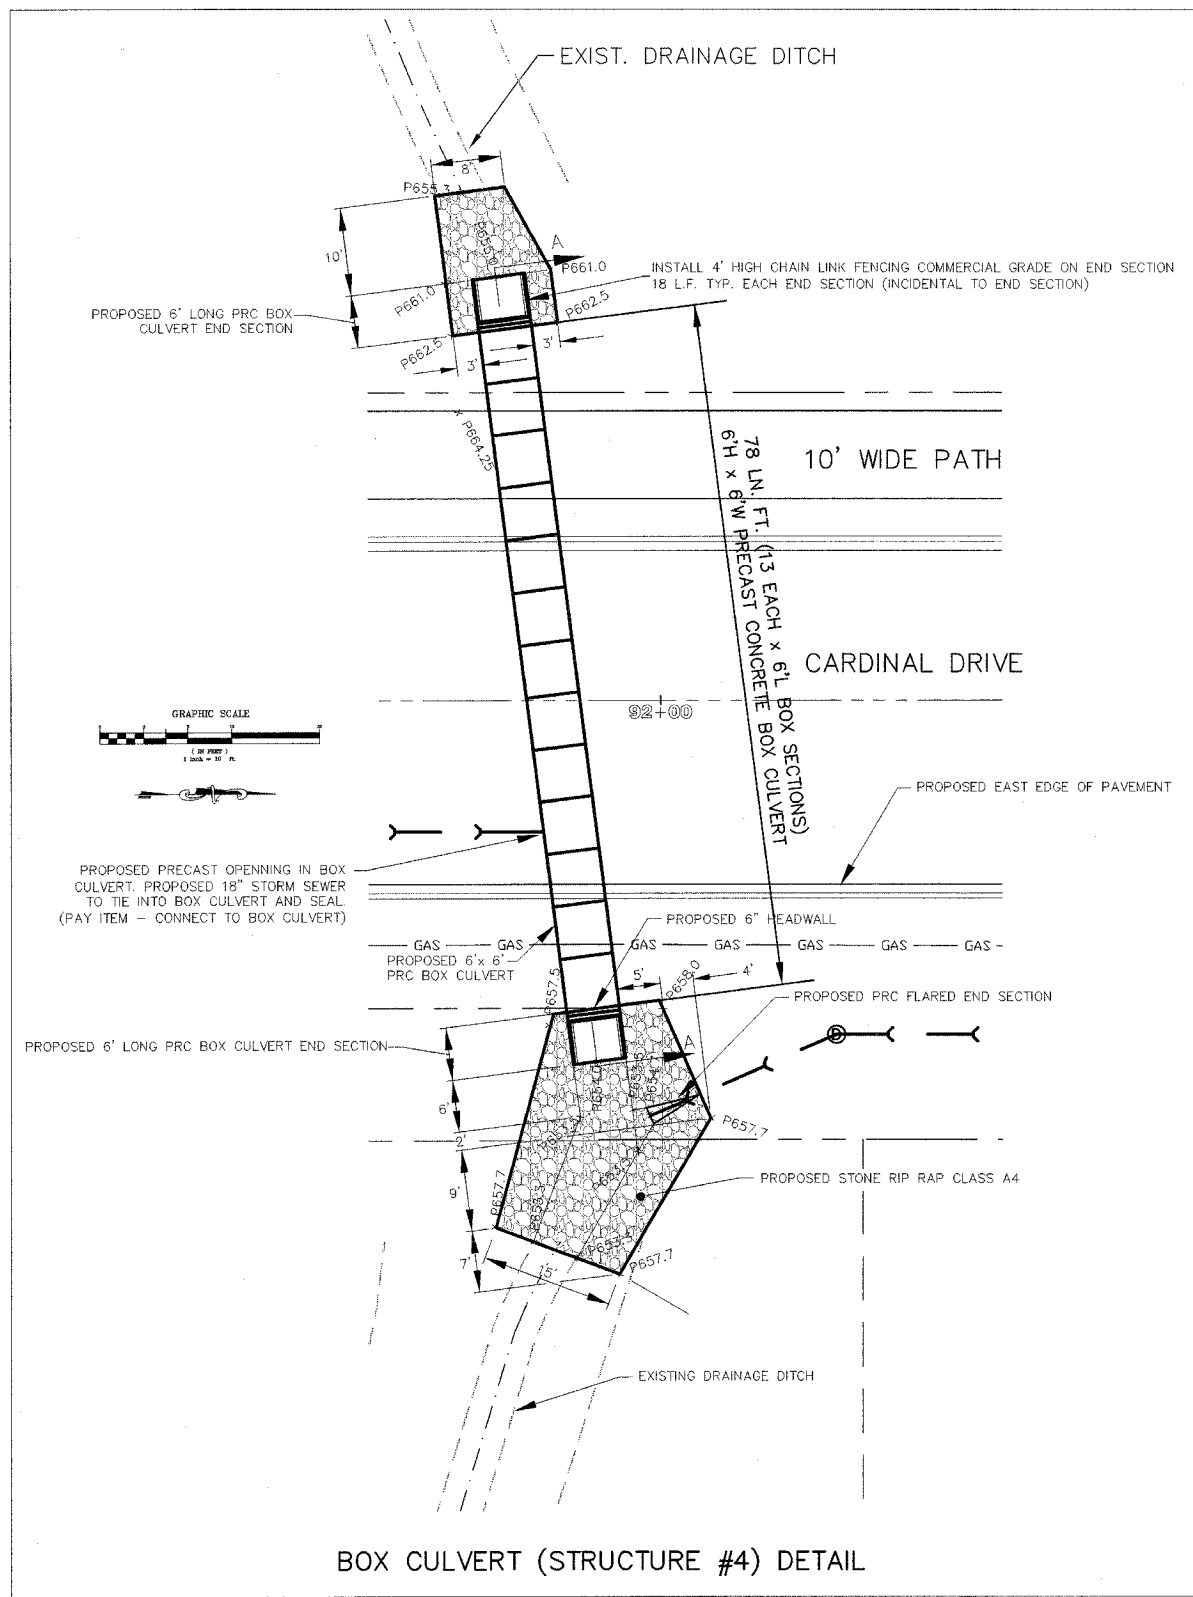 EXIST. DRAINAGE DITCH
8'
P655.3
10'
A
P661.0
P661.0
INSTALL 4' HIGH CHAIN LINK FENCING COMMERCIAL GRADE ON END SECTION
18 L.F. TYP. EACH END SECTION (INCIDENTAL TO END SECTION)
P662.5
PROPOSED 6' LONG PRC BOX
CULVERT END SECTION
P662.5
3'
3'
P664.25
10' WIDE PATH
78 LN. FT. (13 EACH x 6'L BOX SECTIONS)
6'H x 6'W PRECAST CONCRETE BOX CULVERT
CARDINAL DRIVE
92+00
GRAPHIC SCALE
( IN FEET )
1 inch = 10 ft.
PROPOSED EAST EDGE OF PAVEMENT
PROPOSED PRECAST OPENNING IN BOX
CULVERT. PROPOSED 18" STORM SEWER
TO TIE INTO BOX CULVERT AND SEAL.
(PAY ITEM - CONNECT TO BOX CULVERT)
PROPOSED 6" HEADWALL
GAS GAS GAS GAS GAS GAS GAS
PROPOSED 6'x 6'
PRC BOX CULVERT
P657.5
5'
P658.0
4'
PROPOSED PRC FLARED END SECTION
PROPOSED 6' LONG PRC BOX CULVERT END SECTION
A
P654.0
P654.7
6'
2'
P657.7
9'
P657.7
PROPOSED STONE RIP RAP CLASS A4
7'
15'
P657.7
EXISTING DRAINAGE DITCH
BOX CULVERT (STRUCTURE #4) DETAIL